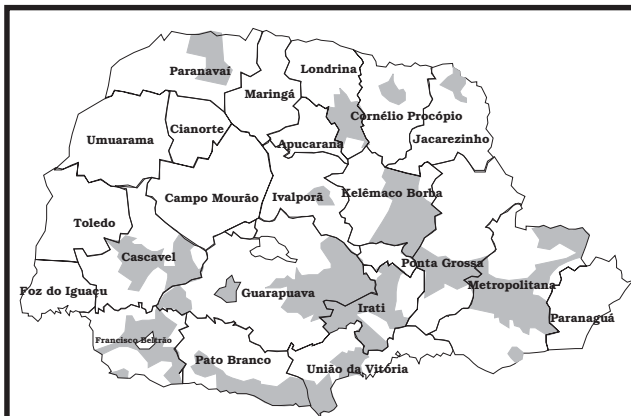 Londrina
Paranavaí
Maringá
Cornélio Procópio
Cianorte
Umuarama
Apucarana
Jacarezinho
Campo Mourão
Ivalporã
Kelêmaco Borba
Toledo
Cascavel
Ponta Grossa
Foz do Iguaçu
Guarapuava
Metropolitana
Irati
Paranaguá
Francisco Beltrão
Pato Branco
União da Vitória